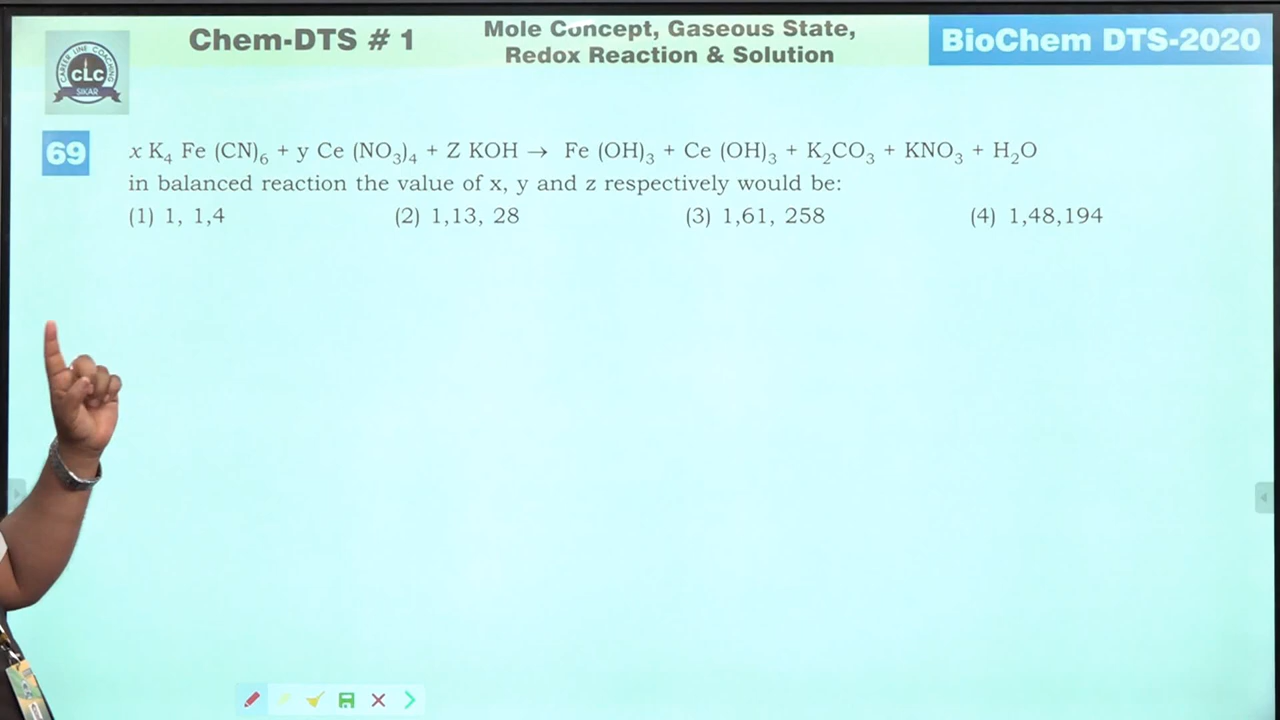 Chem-DTS # 1
Mole Concept, Gaseous State,
Redox Reaction & Solution
BioChem DTS-2020
CAREER LINE COACHING
CLC
SIKAR
69
x K₄ Fe (CN)₆ + y Ce (NO₃)₄ + Z KOH → Fe (OH)₃ + Ce (OH)₃ + K₂CO₃ + KNO₃ + H₂O
in balanced reaction the value of x, y and z respectively would be:
(1) 1, 1,4 (2) 1,13, 28 (3) 1,61, 258 (4) 1,48,194